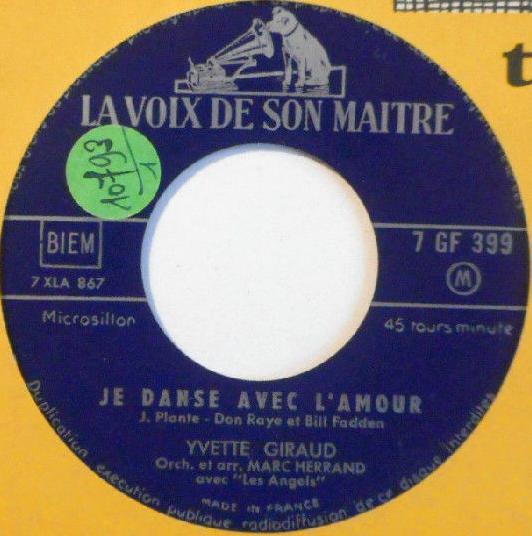 LA VOIX DE SON MAITRE
BIEM
7 XLA 867
7 GF 399
M
Microsillon
45 tours minute
JE DANSE AVEC L'AMOUR
J. Plante - Don Raye et Bill Fadden
YVETTE GIRAUD
Orch. et arr. MARC HERRAND
avec "Les Angels"
MADE IN FRANCE
Duplication exécution publique radiodiffusion de ce disque interdites
t